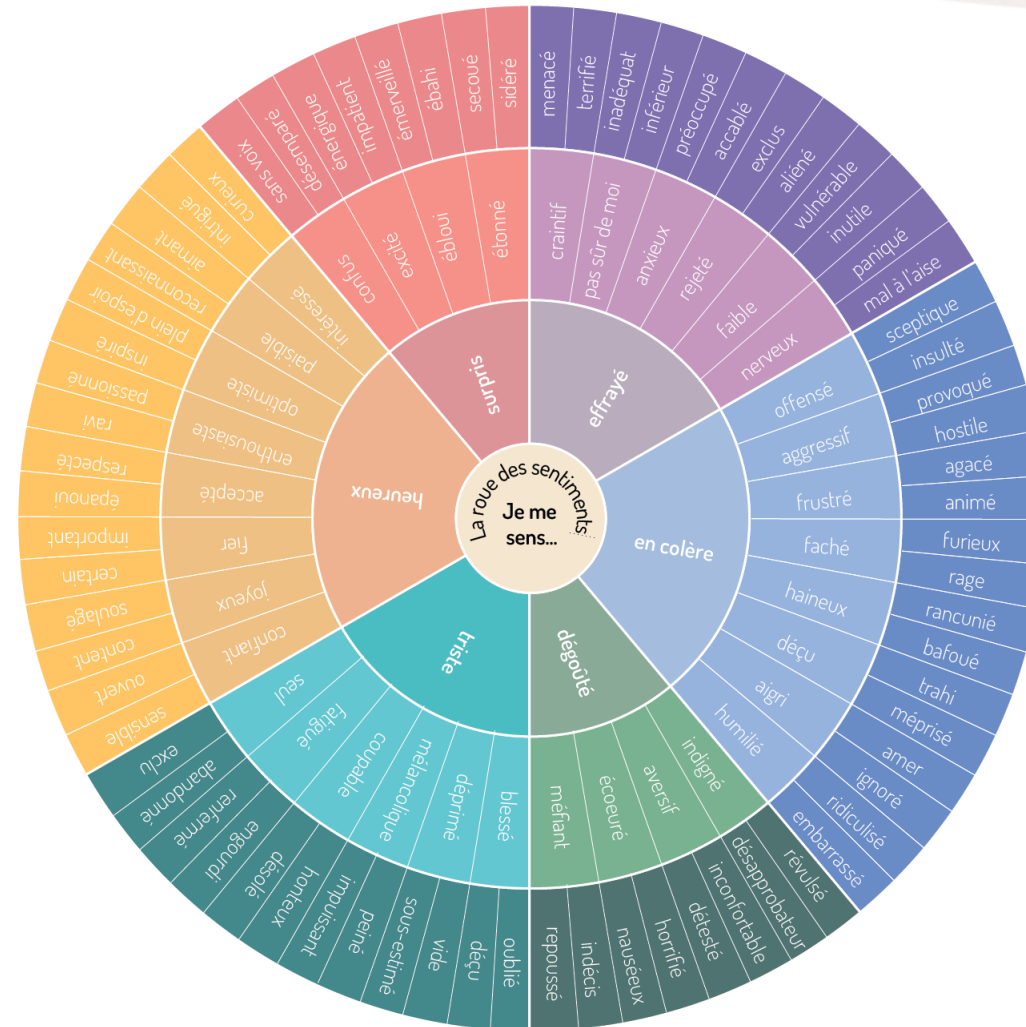 La roue des sentiments
Je me
sens...
surpris
effrayé
en colère
dégoûté
triste
heureux
confus
excité
ébloui
étonné
craintif
pas sûr de moi
anxieux
rejeté
faible
nerveux
offensé
aggressif
frustré
faché
haineux
déçu
aigri
humilié
indigné
aversif
écoeuré
méfiant
blessé
déprimé
mélancolique
coupable
fatigué
seul
confiant
joyeux
fier
accepté
enthousiaste
optimiste
paisible
intéressé
sans voix
désemparé
énergique
impatient
émerveillé
ébahi
secoué
sidéré
menacé
terrifié
inadéquat
inférieur
préoccupé
accablé
exclus
aliéné
vulnerable
inutile
paniqué
mal à l'aise
sceptique
insulté
provoqué
hostile
agacé
animé
furieux
rage
rancunié
bafoué
trahi
méprisé
amer
ignoré
ridiculisé
embarrassé
révulsé
désapprobateur
inconfortable
détesté
horrifié
nauséeux
indécis
repoussé
oublié
déçu
vide
sous-estimé
peiné
impuissant
honteux
désolé
engourdi
renfermé
abandonné
exclu
sensible
ouvert
content
soulagé
certain
important
épanoui
respecté
ravi
passionné
inspiré
plein d'espoir
reconnaissant
aimant
intrigué
curieux